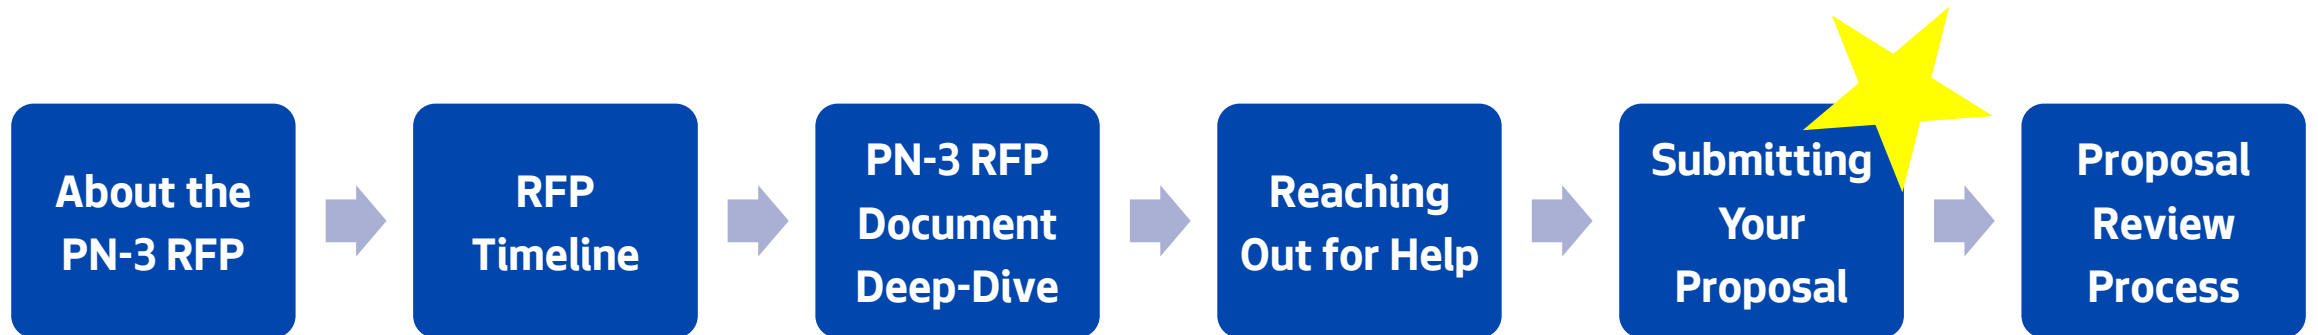 About the
PN-3 RFP
RFP
Timeline
PN-3 RFP
Document
Deep-Dive
Reaching
Out for Help
Submitting
Your
Proposal
Proposal
Review
Process